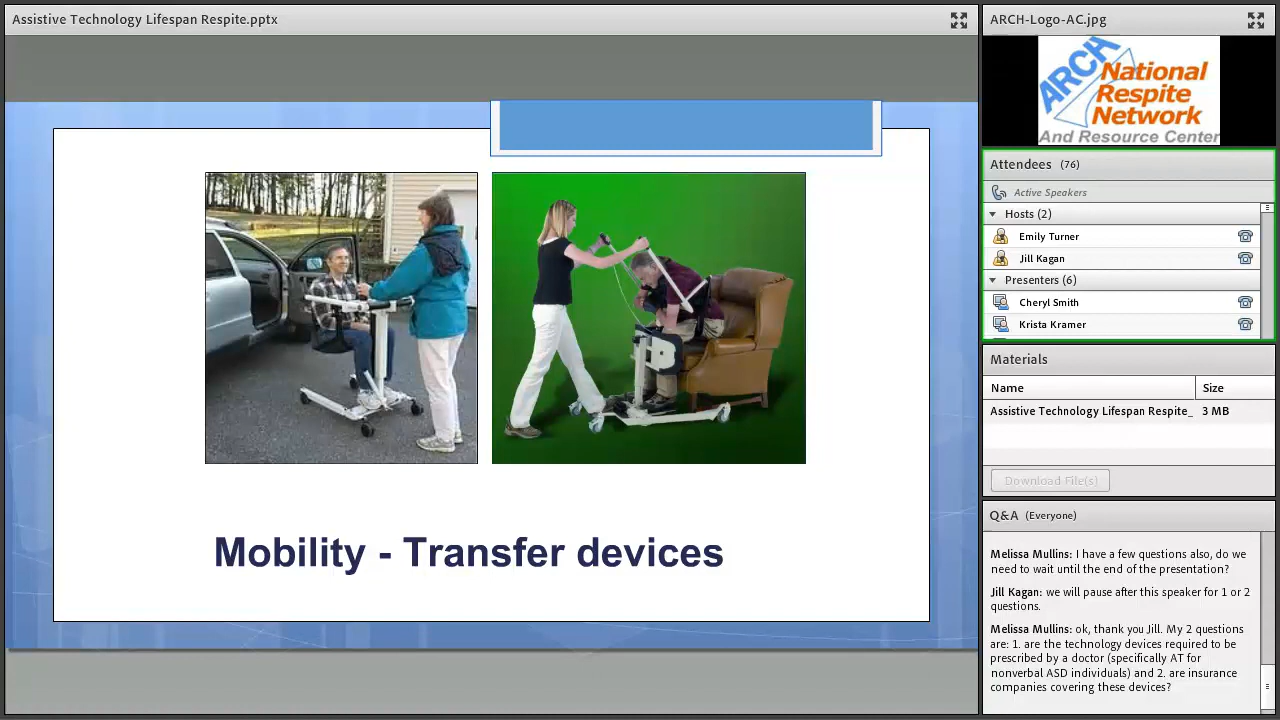 Assistive Technology Lifespan Respite.pptx
Mobility - Transfer devices
ARCH-Logo-AC.jpg
ARCH
National
Respite
Network
And Resource Center
Attendees (76)
Active Speakers
Hosts (2)
Emily Turner
Jill Kagan
Presenters (6)
Cheryl Smith
Krista Kramer
Materials
Name Size
Assistive Technology Lifespan Respite_ 3 MB
Download File(s)
Q&A (Everyone)
Melissa Mullins: I have a few questions also, do we
need to wait until the end of the presentation?
Jill Kagan: we will pause after this speaker for 1 or 2
questions.
Melissa Mullins: ok, thank you Jill. My 2 questions
are: 1. are the technology devices required to be
prescribed by a doctor (specifically AT for
nonverbal ASD individuals) and 2. are insurance
companies covering these devices?